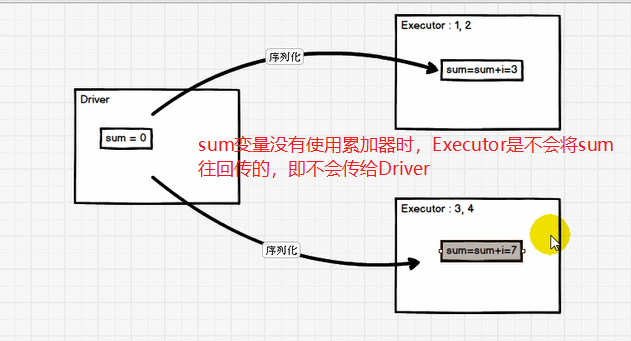 Executor : 1, 2
序列化
sum=sum+i=3
Driver
sum = 0
sum变量没有使用累加器时，Executor是不会将sum
往回传的，即不会传给Driver
Executor : 3, 4
序列化
sum=sum+i=7